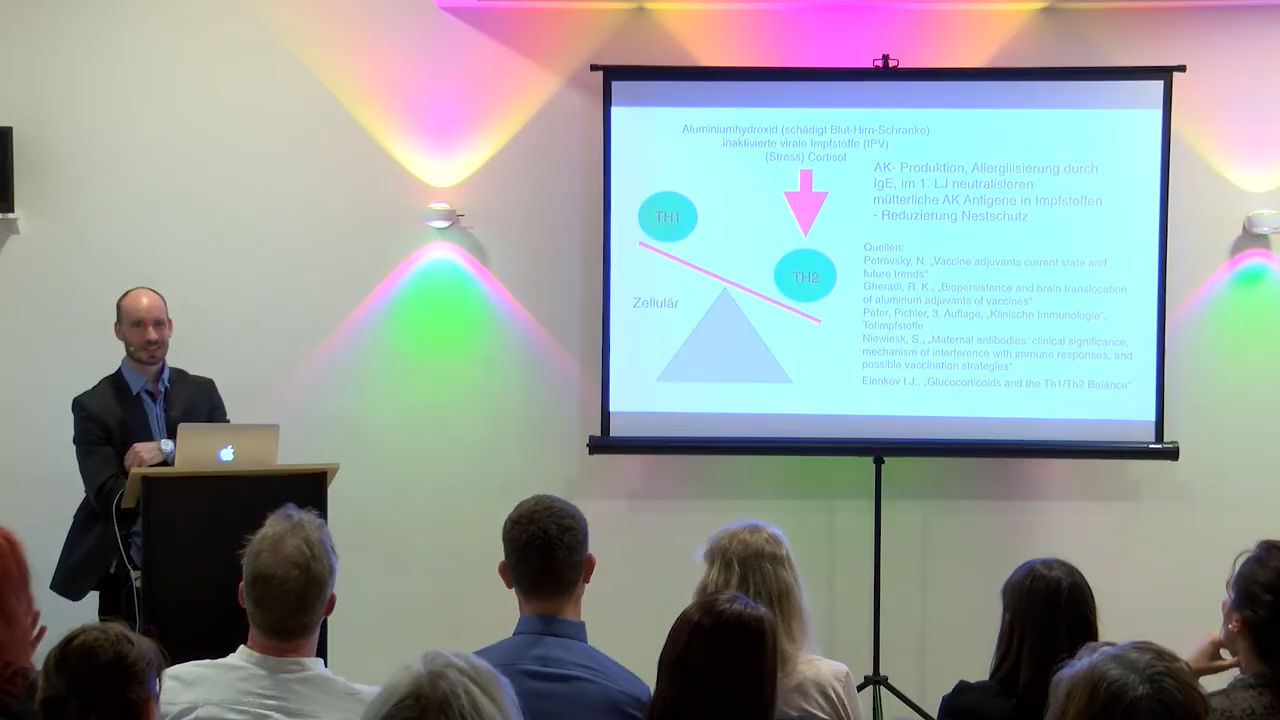 Aluminiumhydroxid (schädigt Blut-Hirn-Schranke)
inaktivierte virale Impfstoffe (IPV)
(Stress) Cortisol
AK- Produktion, Allergilisierung durch
IgE, im 1. LJ neutralisieren
mütterliche AK Antigene in Impfstoffen
- Reduzierung Nestschutz
TH1
TH2
Zellulär
Quellen:
Petrovsky, N. „Vaccine adjuvants current state and
future trends“
Gheradi, R. K., „Biopersistence and brain translocation
of aluminum adjuvants of vaccines“
Peter, Pichler, 3. Auflage, „Klinische Immunologie“,
Totimpfstoffe
Niewiesk, S., „Maternal antibodies: clinical significance,
mechanism of interference with immune responses, and
possible vaccination strategies“
Elenkov I.J., „Glucocorticoids and the Th1/Th2 Balance“